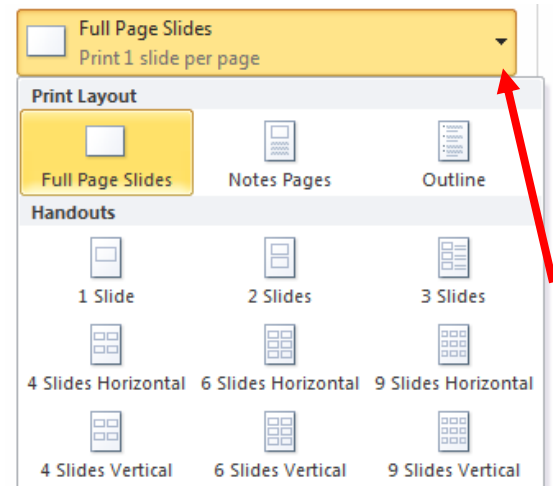 Full Page Slides
Print 1 slide per page
Print Layout
Full Page Slides Notes Pages Outline
Handouts
1 Slide 2 Slides 3 Slides
4 Slides Horizontal 6 Slides Horizontal 9 Slides Horizontal
4 Slides Vertical 6 Slides Vertical 9 Slides Vertical